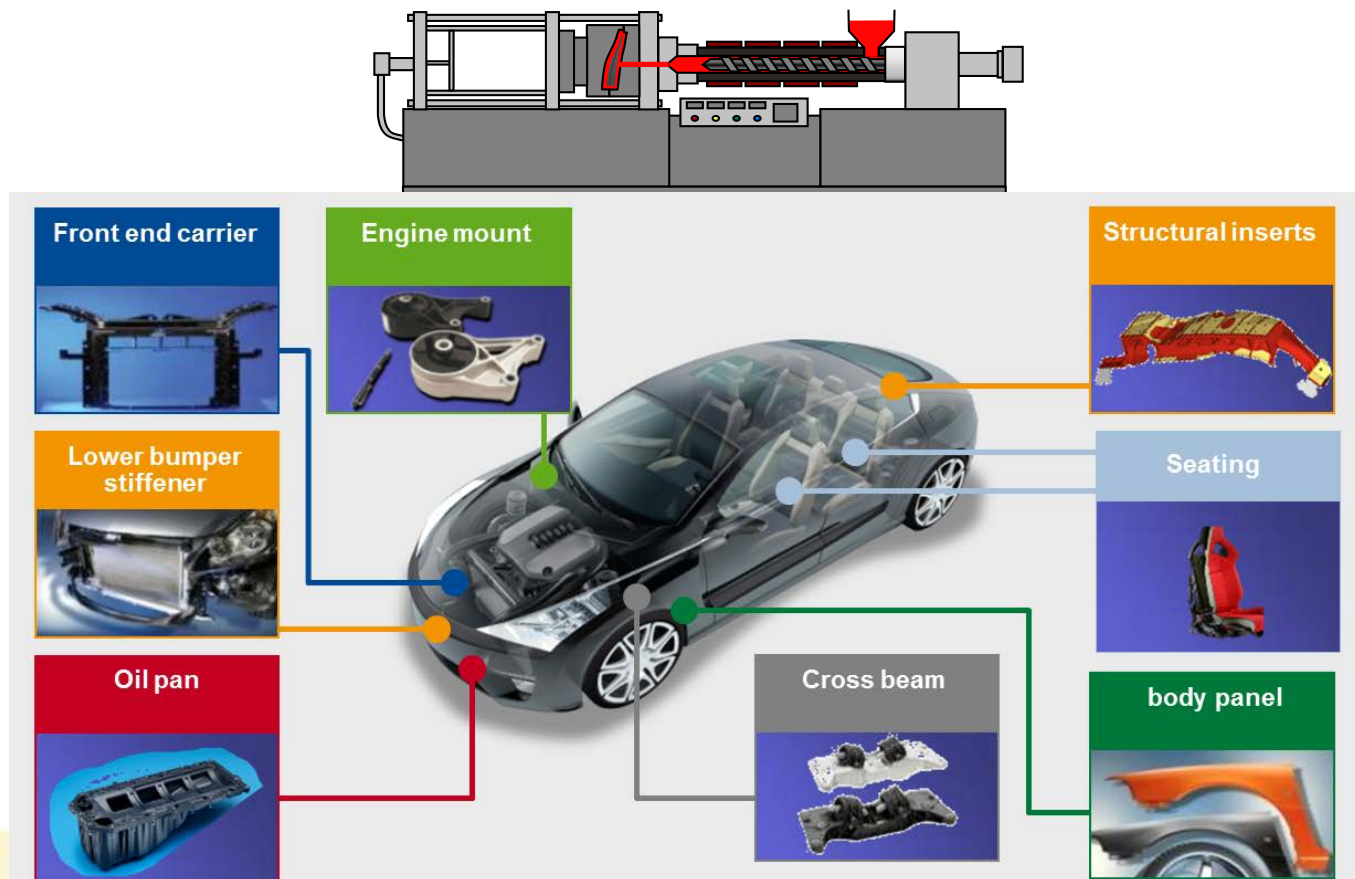 Front end carrier
Engine mount
Structural inserts
Lower bumper
stiffener
Seating
Oil pan
Cross beam
body panel